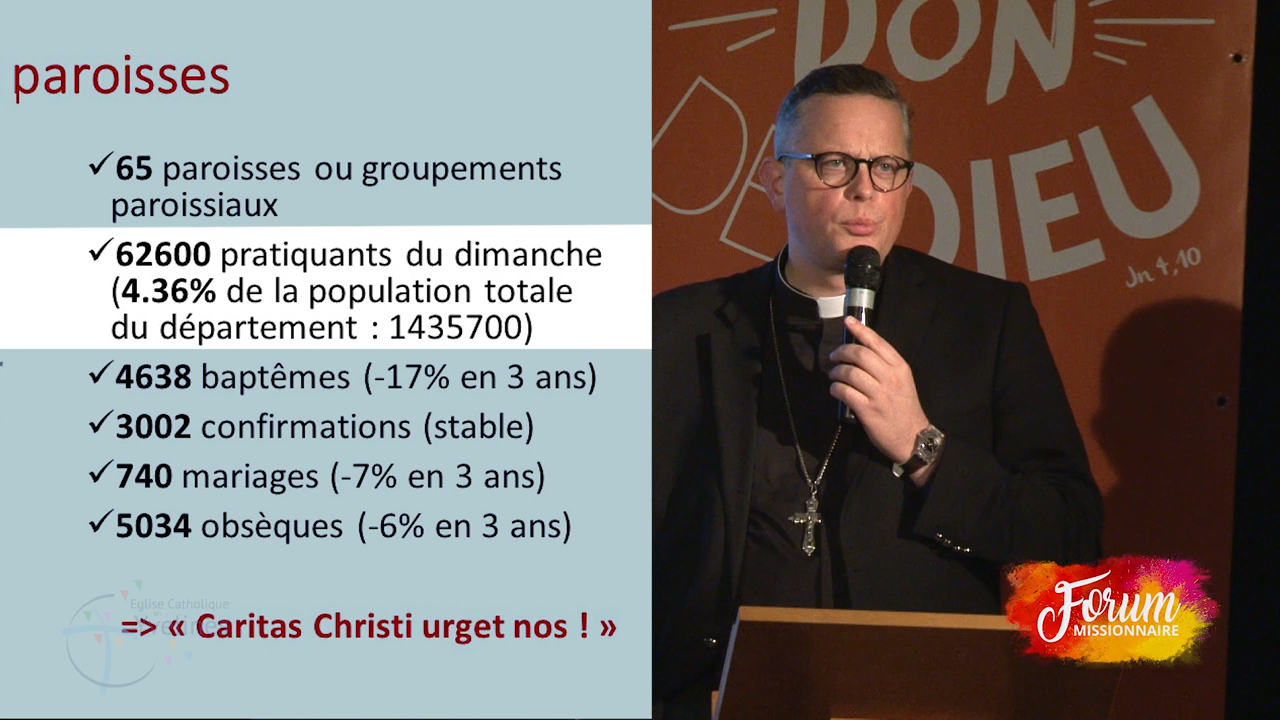 paroisses
✓65 paroisses ou groupements
paroissiaux
✓62600 pratiquants du dimanche
(4.36% de la population totale
du département : 1435700)
✓4638 baptêmes (-17% en 3 ans)
✓3002 confirmations (stable)
✓740 mariages (-7% en 3 ans)
✓5034 obsèques (-6% en 3 ans)
Eglise Catholique
=> « Caritas Christi urget nos ! »
DON
DE DIEU
Jn 4,10
Forum
MISSIONNAIRE